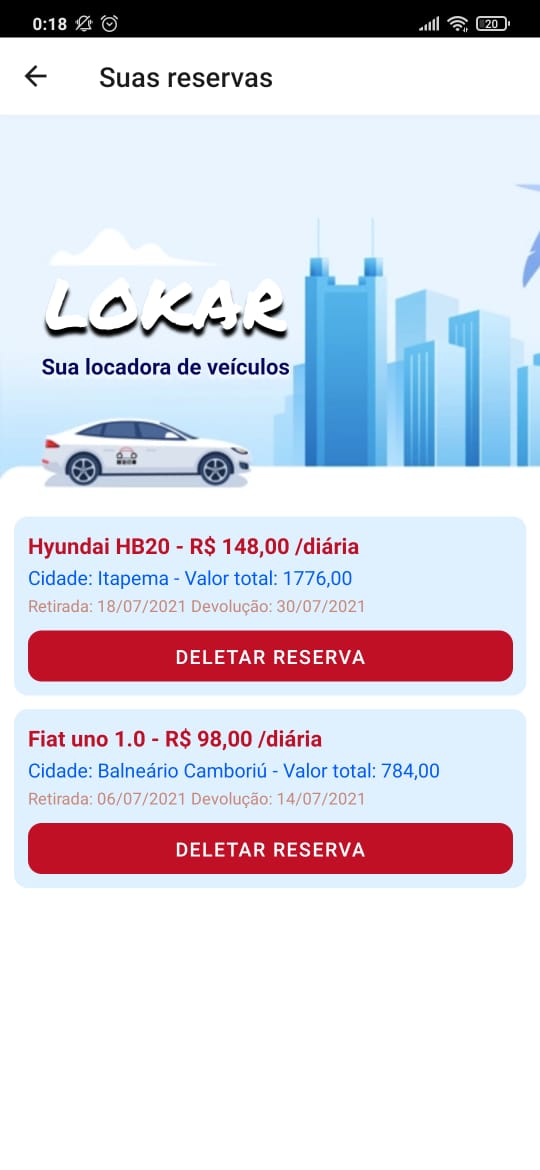 0:18
20
Suas reservas
LOKAR
Sua locadora de veículos
Hyundai HB20 - R$ 148,00 /diária
Cidade: Itapema - Valor total: 1776,00
Retirada: 18/07/2021 Devolução: 30/07/2021
DELETAR RESERVA
Fiat uno 1.0 - R$ 98,00 /diária
Cidade: Balneário Camboriú - Valor total: 784,00
Retirada: 06/07/2021 Devolução: 14/07/2021
DELETAR RESERVA